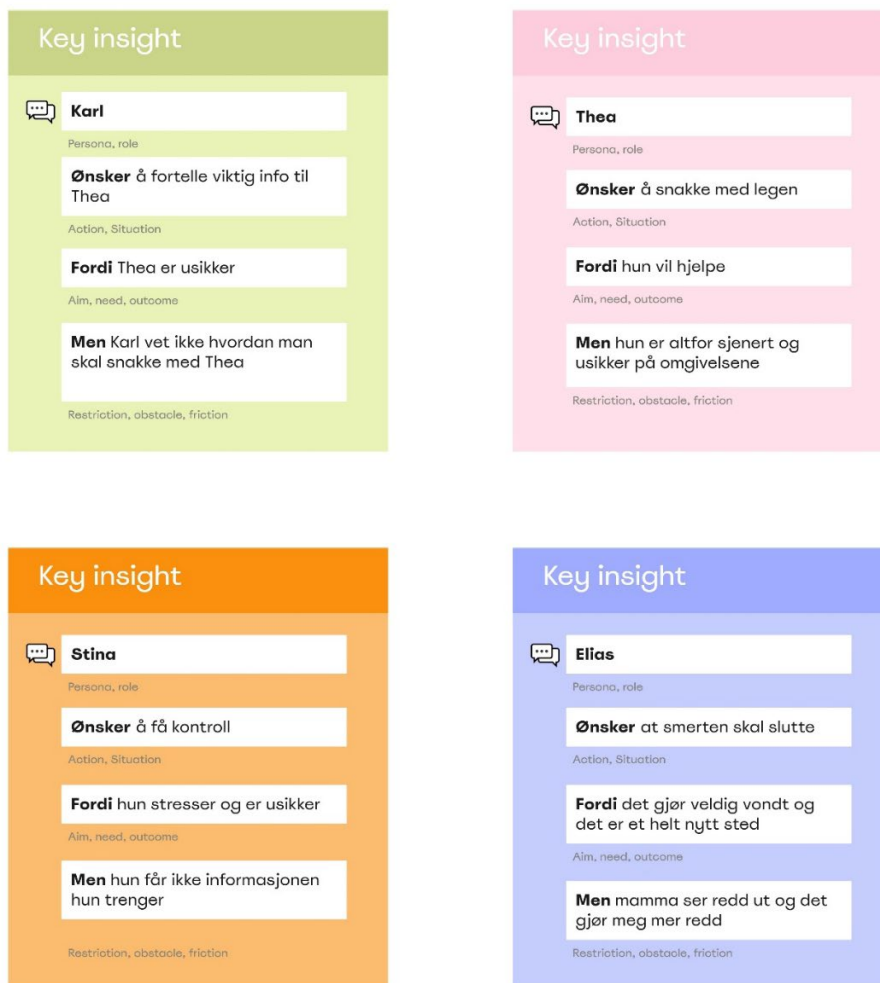 Key insight
Karl
Persona, role
Ønsker å fortelle viktig info til
Thea
Action, Situation
Fordi Thea er usikker
Aim, need, outcome
Men Karl vet ikke hvordan man
skal snakke med Thea
Restriction, obstacle, friction
Key insight
Thea
Persona, role
Ønsker å snakke med legen
Action, Situation
Fordi hun vil hjelpe
Aim, need, outcome
Men hun er altfor sjenert og
usikker på omgivelsene
Restriction, obstacle, friction
Key insight
Stina
Persona, role
Ønsker å få kontroll
Action, Situation
Fordi hun stresser og er usikker
Aim, need, outcome
Men hun får ikke informasjonen
hun trenger
Restriction, obstacle, friction
Key insight
Elias
Persona, role
Ønsker at smerten skal slutte
Action, Situation
Fordi det gjør veldig vondt og
det er et helt nytt sted
Aim, need, outcome
Men mamma ser redd ut og det
gjør meg mer redd
Restriction, obstacle, friction